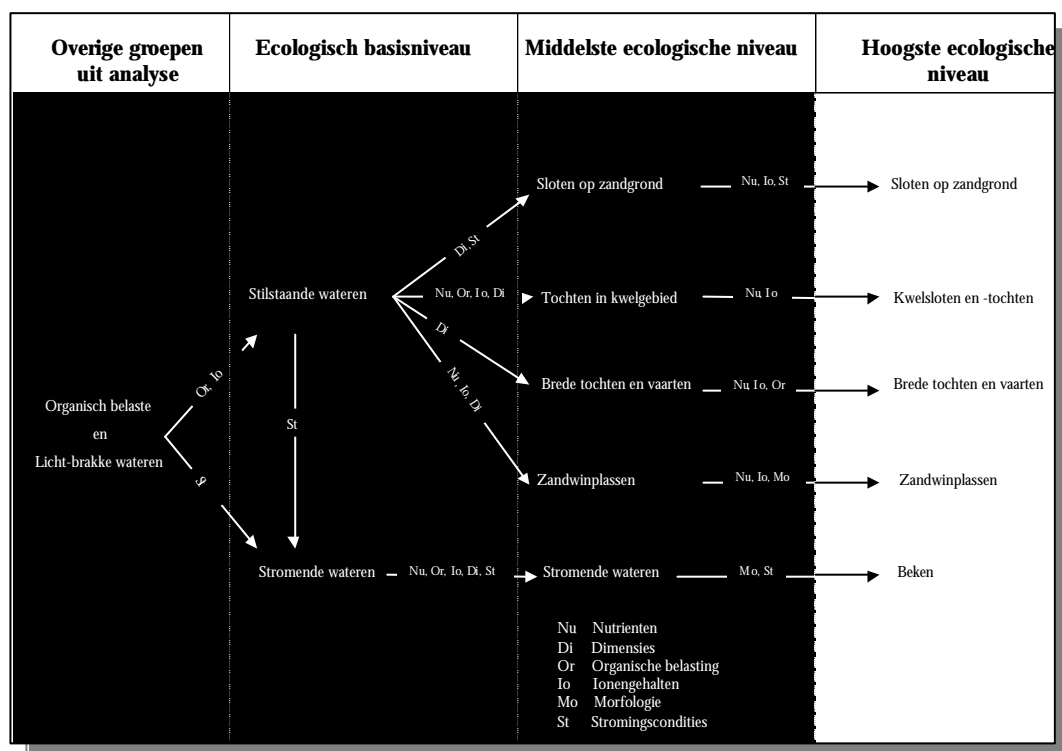 Overige groepen
uit analyse
Ecologisch basisniveau
Middelste ecologische niveau
Hoogste ecologische
niveau
Sloten op zandgrond
Nu, Io, St
Sloten op zandgrond
Di, St
Stilstaande wateren
Nu, Or, Io, Di
Tochten in kwelgebied
Nu, Io
Kwelsloten en -tochten
Di
Nu, Io, Di
Brede tochten en vaarten
Nu, Io, Or
Brede tochten en vaarten
Or, Io
Organisch belaste
en
Licht-brakke wateren
St
St
Zandwinplassen
Nu, Io, Mo
Zandwinplassen
Stromende wateren
Nu, Or, Io, Di, St
Stromende wateren
Mo, St
Beken
Nu Nutrienten
Di Dimensies
Or Organische belasting
Io Ionengehalten
Mo Morfologie
St Stromingscondities